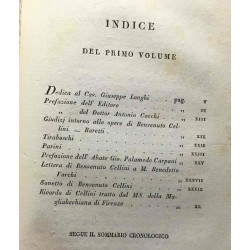 INDICE
DEL PRIMO VOLUME
Dedica al Cav. Giuseppe Longhi pag. V
Prefazione dell' Editore " VII
" del Dottor Antonio Cocchi " XIII
Giudizj intorno alle opere di Benvenuto Cel-
lini. — Baretti " XIX
Tiraboschi " XXII
Parini " XXIII
Prefazione dell' Abate Gio. Palamede Carpani " XXV
Lettera di Benvenuto Cellini a M. Benedetto
Varchi " XXXVII
Sonetto di Benvenuto Cellini " XXXIX
Ricordo di Cellini tratto dal MS. della Ma-
gliabechiana di Firenze " XL
SEGUE IL SOMMARIO CRONOLOGICO